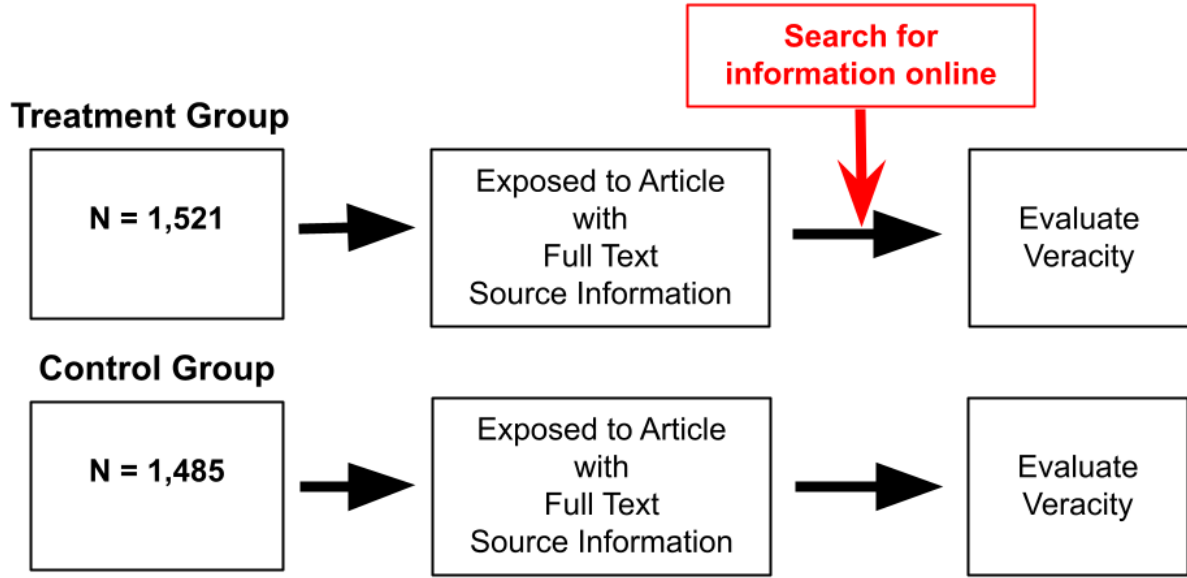 Search for
information online
Treatment Group
N = 1,521
Exposed to Article
with
Full Text
Source Information
Evaluate
Veracity
Control Group
N = 1,485
Exposed to Article
with
Full Text
Source Information
Evaluate
Veracity